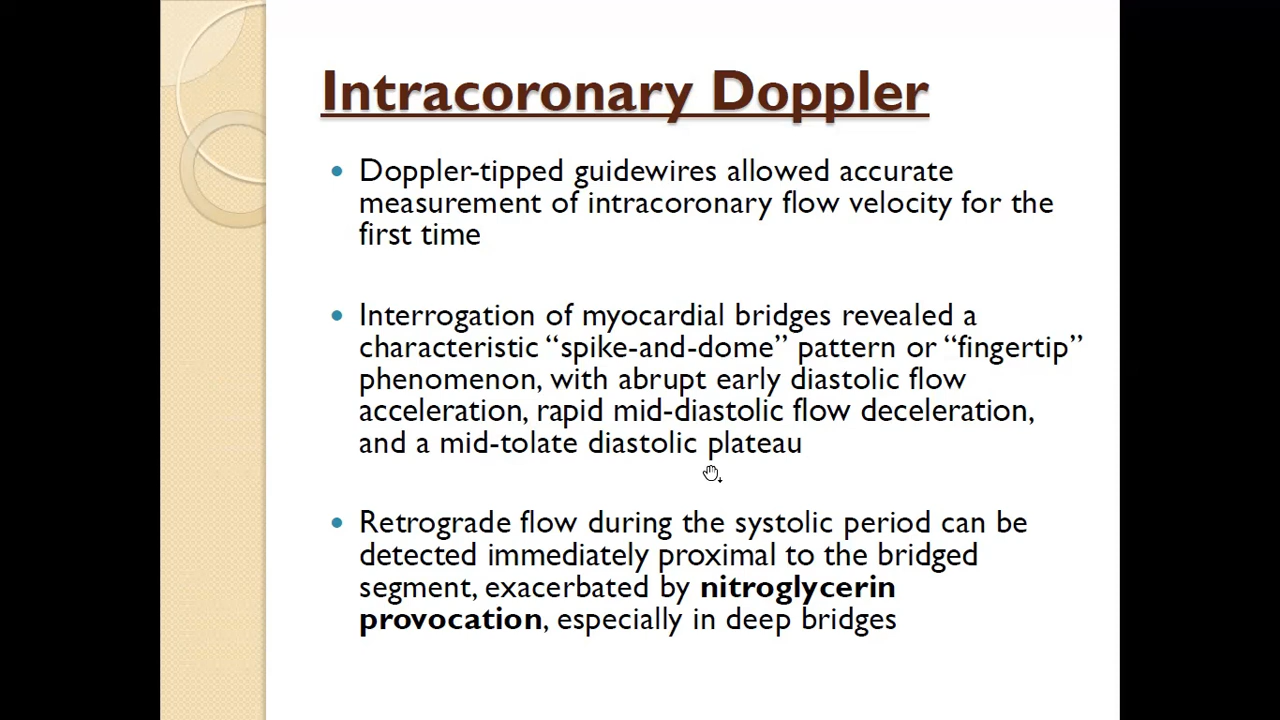 Intracoronary Doppler
• Doppler-tipped guidewires allowed accurate
measurement of intracoronary flow velocity for the
first time
• Interrogation of myocardial bridges revealed a
characteristic “spike-and-dome” pattern or “fingertip”
phenomenon, with abrupt early diastolic flow
acceleration, rapid mid-diastolic flow deceleration,
and a mid-tolate diastolic plateau
• Retrograde flow during the systolic period can be
detected immediately proximal to the bridged
segment, exacerbated by nitroglycerin
provocation, especially in deep bridges